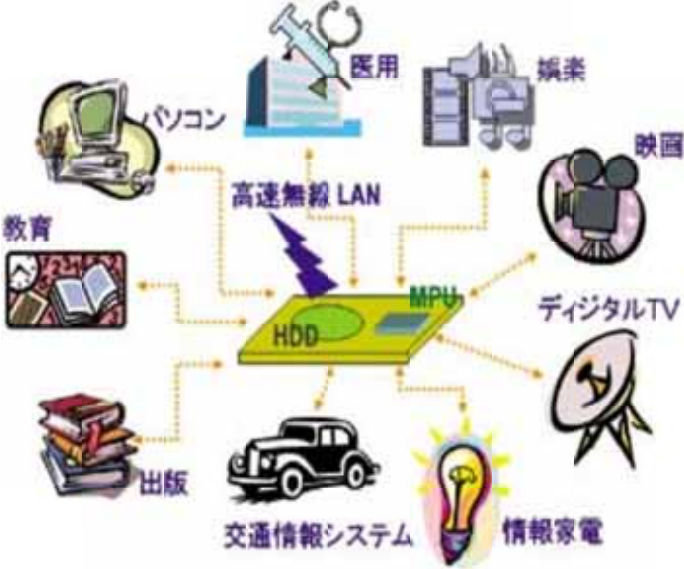 医用
娯楽
パソコン
映画
高速無線 LAN
教育
MPU
ディジタルTV
HDD
出版
交通情報システム
情報家電